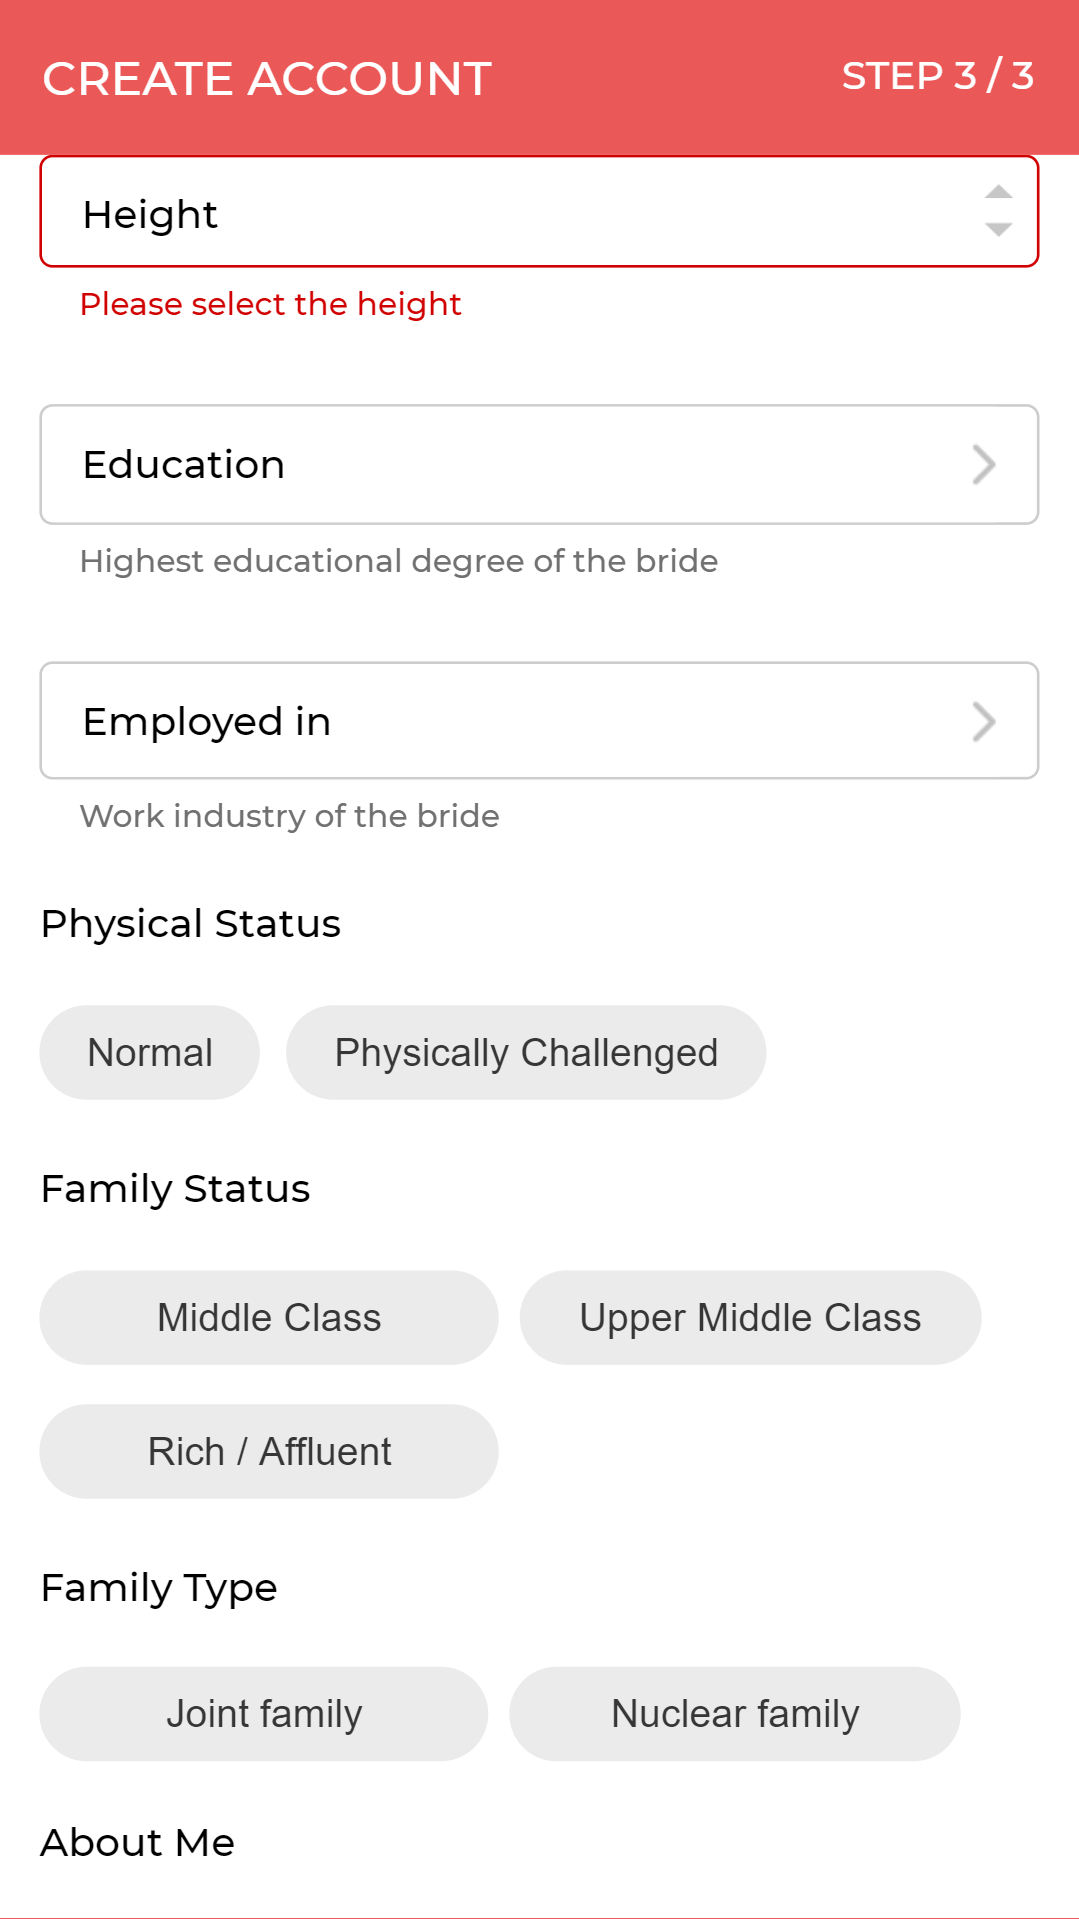 CREATE ACCOUNT STEP 3 / 3
Height
Please select the height
Education
Highest educational degree of the bride
Employed in
Work industry of the bride
Physical Status
Normal Physically Challenged
Family Status
Middle Class Upper Middle Class
Rich / Affluent
Family Type
Joint family Nuclear family
About Me